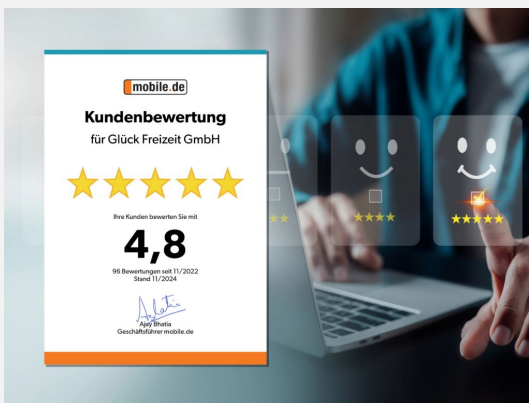 mobile.de
Kundenbewertung
für Glück Freizeit GmbH
Ihre Kunden bewerten Sie mit
4,8
96 Bewertungen seit 11/2022
Stand 11/2024
Ajay Bhatia
Geschäftsführer mobile.de